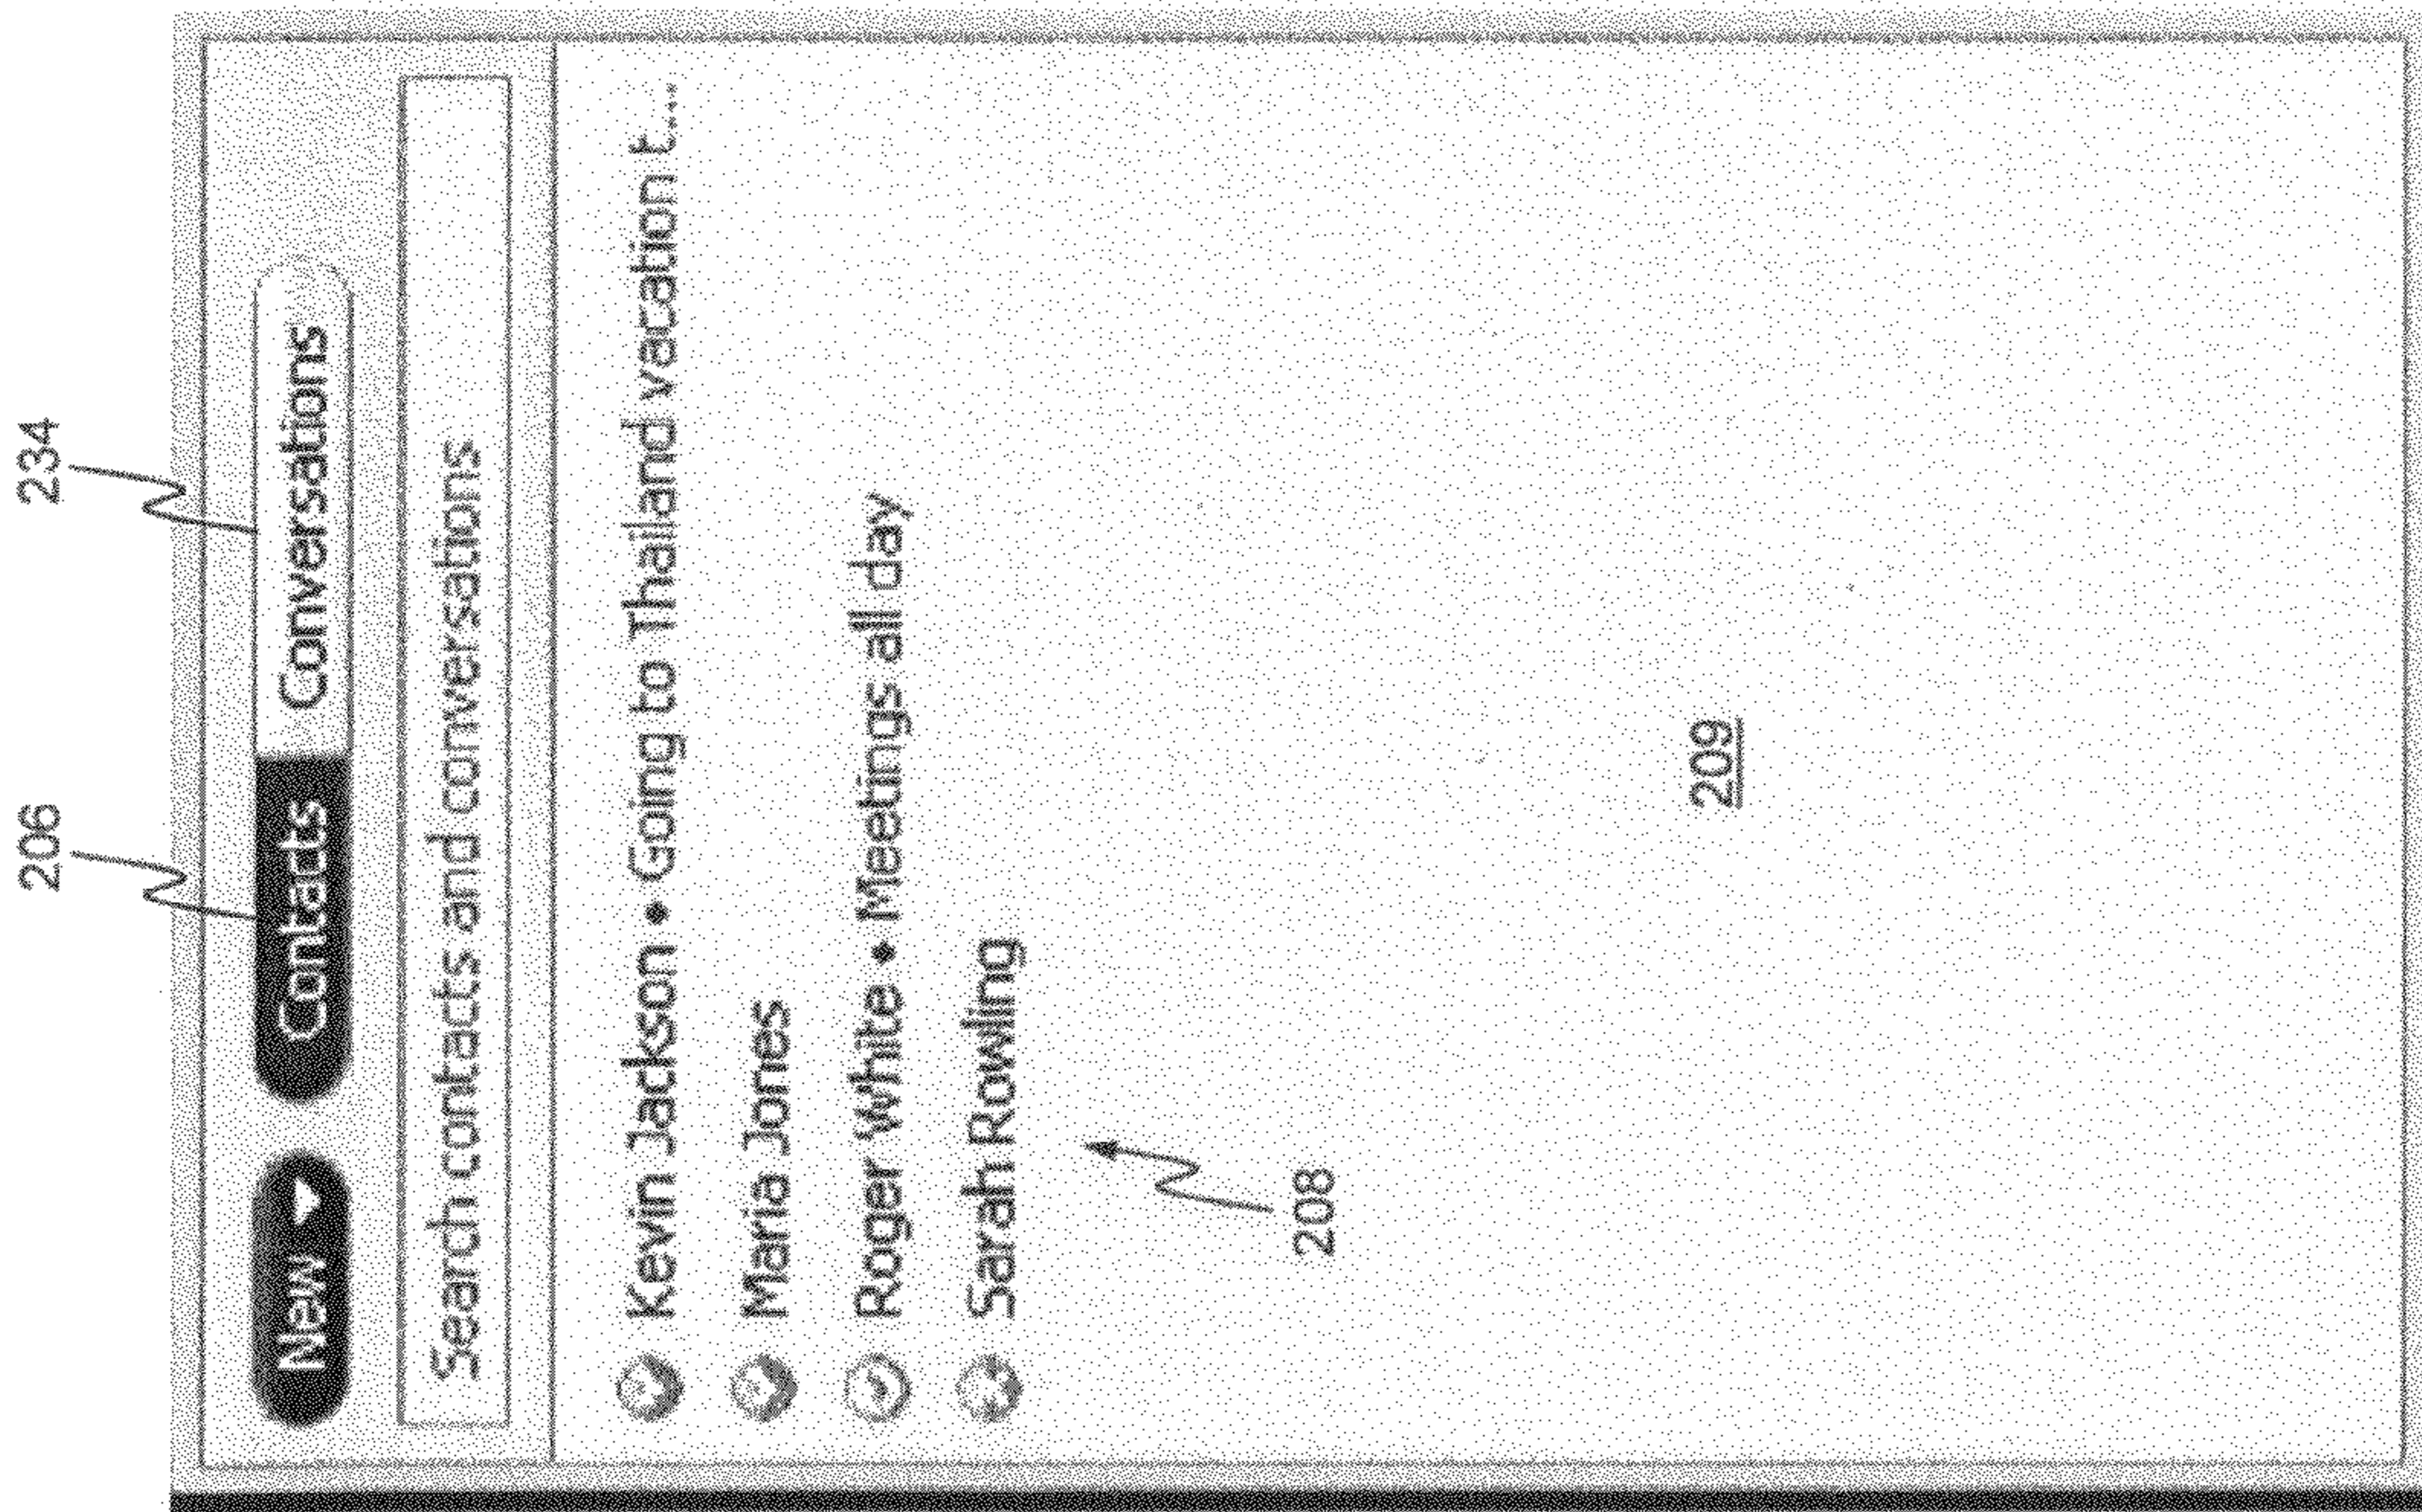 206 234
New Contacts Conversations
Search contacts and conversations
Kevin Jackson • Going to Thailand vacation t...
Maria Jones
Roger White • Meetings all day
Sarah Rowling
208
209